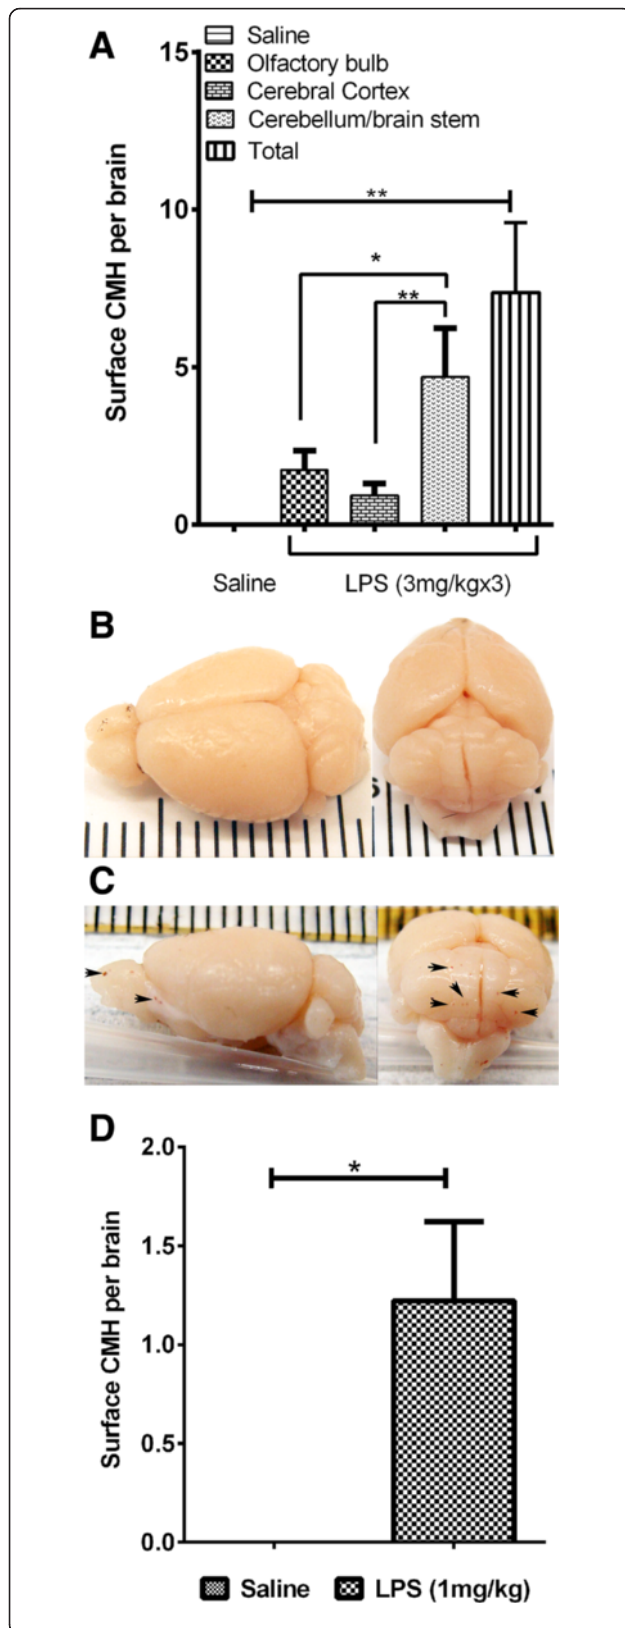 A
15
Saline
Olfactory bulb
Cerebral Cortex
Cerebellum/brain stem
Total
Surface CMH per brain
**
10
*
**
5
0
Saline
LPS (3mg/kgx3)
B
6
C
D
2.0
*
1.5
Surface CMH per brain
1.0
0.5
0.0
Saline
LPS (1mg/kg)